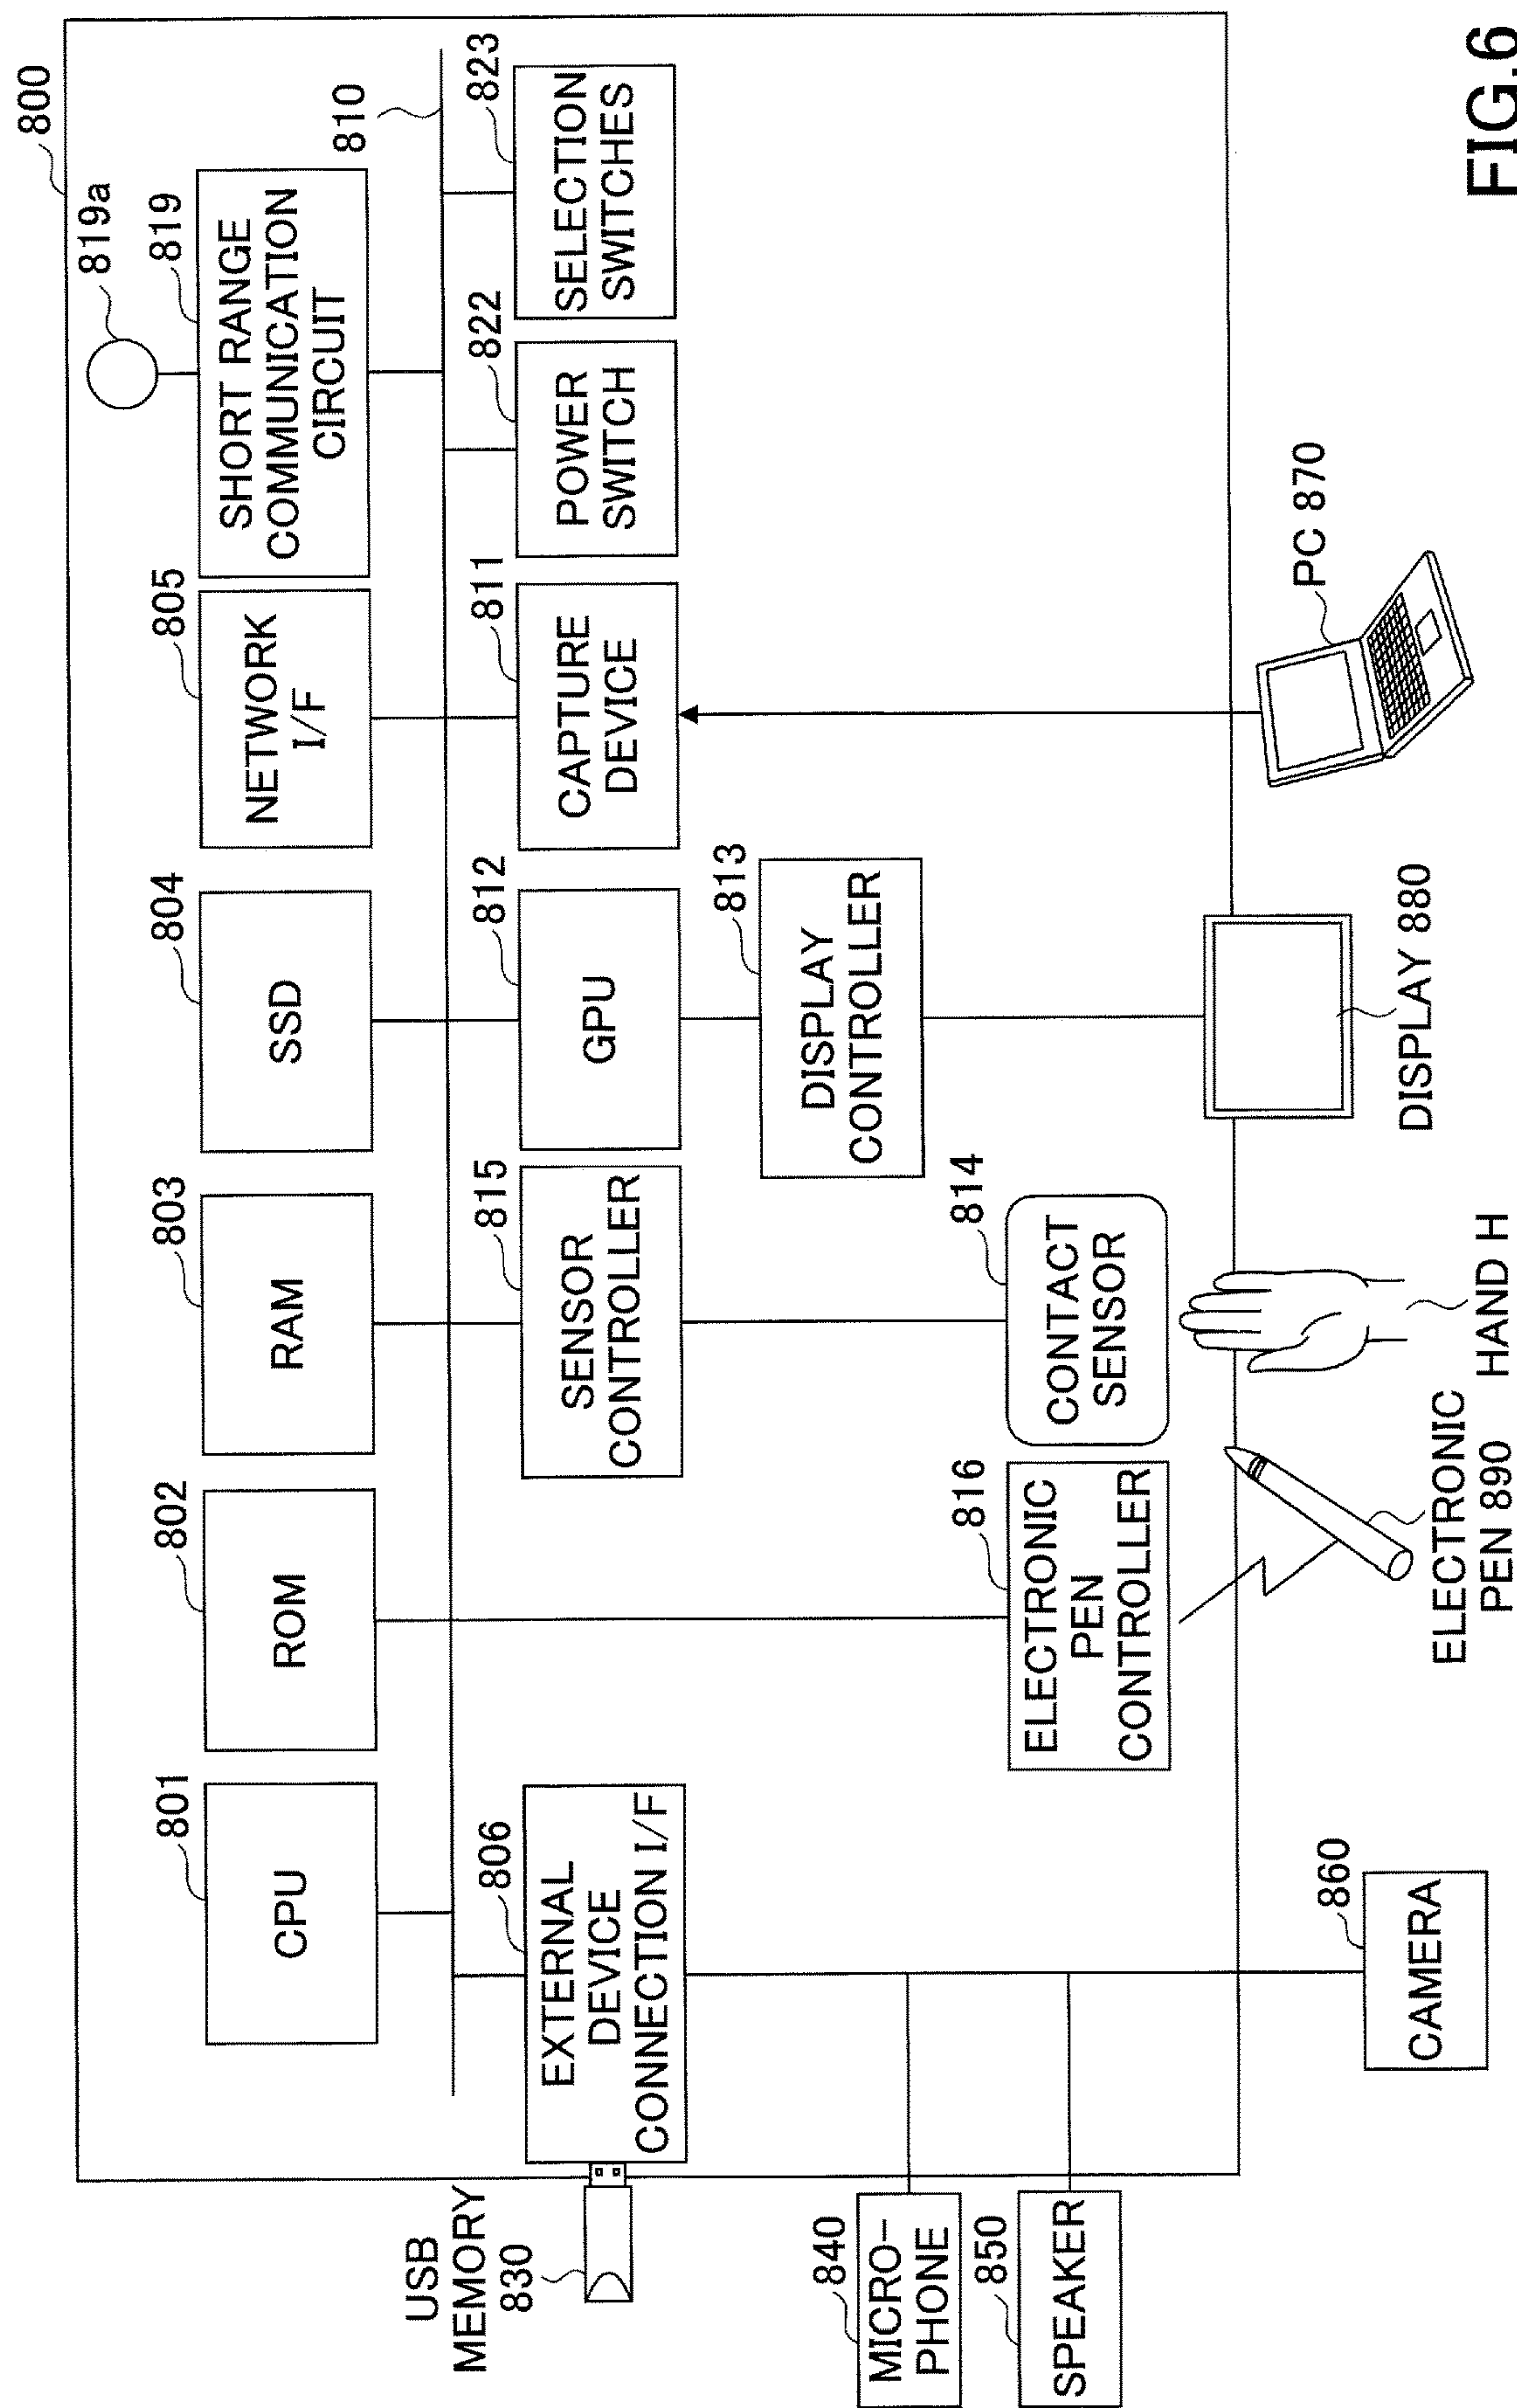 800
819a
801
CPU
802
ROM
803
RAM
804
SSD
805
NETWORK
I/F
819
SHORT RANGE
COMMUNICATION
CIRCUIT
810
USB
MEMORY
830
806
EXTERNAL
DEVICE
CONNECTION I/F
815
SENSOR
CONTROLLER
812
GPU
811
CAPTURE
DEVICE
822
POWER
SWITCH
823
SELECTION
SWITCHES
813
DISPLAY
CONTROLLER
840
MICRO-
PHONE
850
SPEAKER
816
ELECTRONIC
PEN
CONTROLLER
814
CONTACT
SENSOR
860
CAMERA
ELECTRONIC
PEN 890
HAND H
DISPLAY 880
PC 870
FIG.6